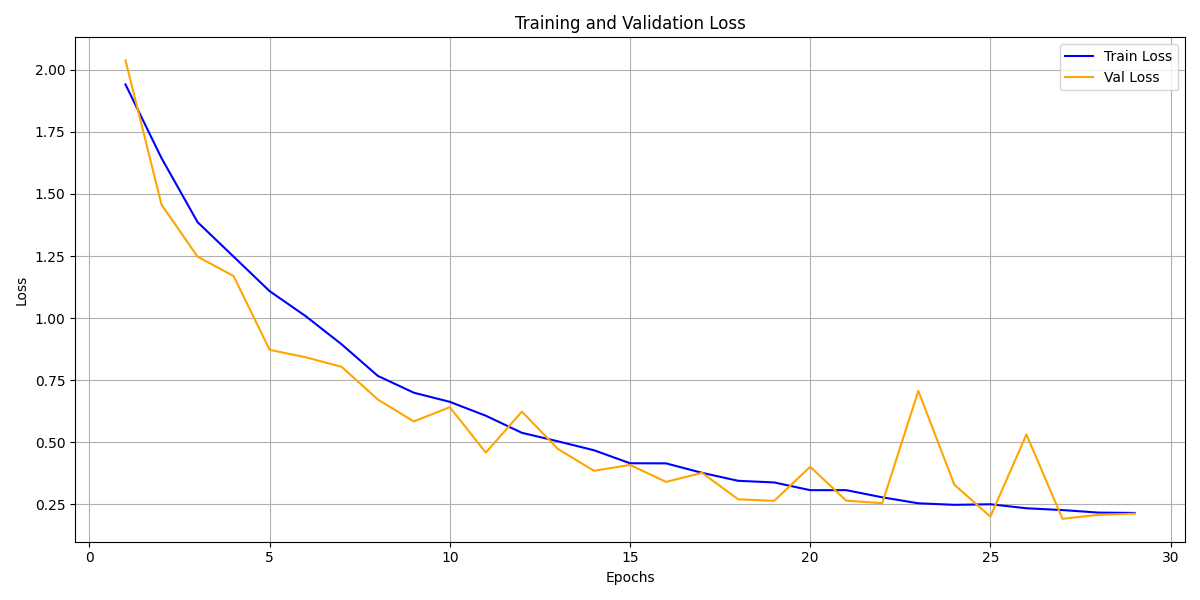 Training and Validation Loss
Train Loss
Val Loss
2.00
1.75
1.50
1.25
1.00
0.75
0.50
0.25
Loss
0 5 10 15 20 25 30
Epochs